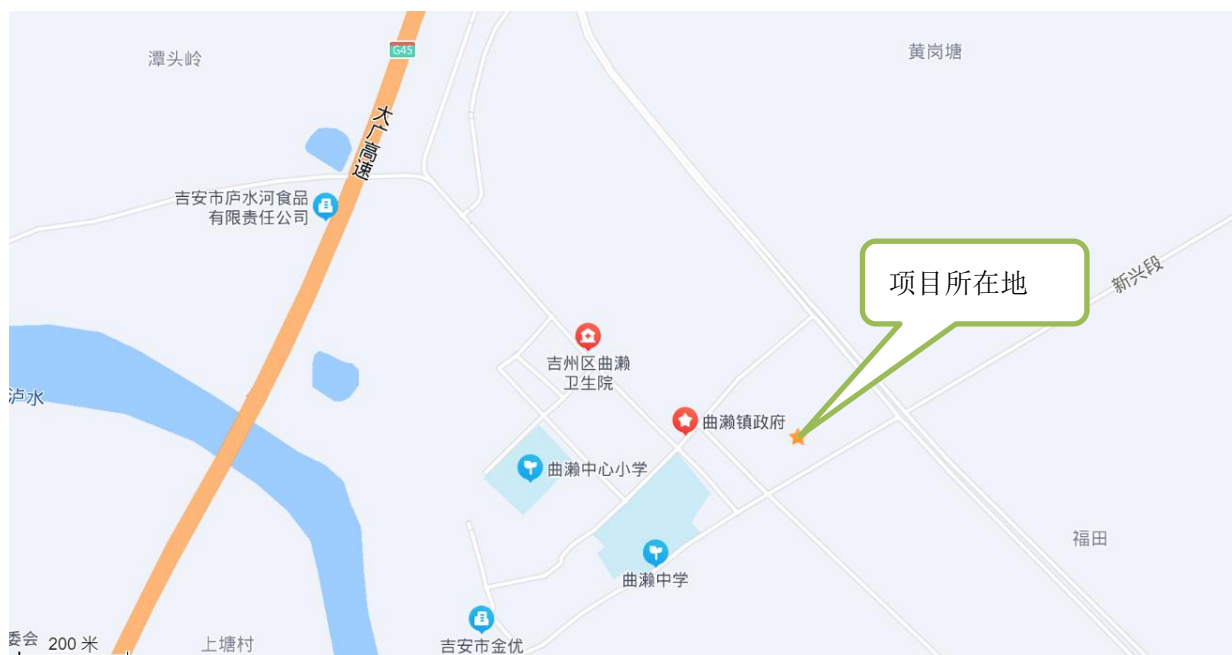 G45
潭头岭
黄岗塘
大广高速
吉安市庐水河食品
有限责任公司
项目所在地
新兴段
吉州区曲濑
卫生院
泸水
曲濑镇政府
曲濑中心小学
福田
曲濑中学
委会
200 米
上塘村
吉安市金优